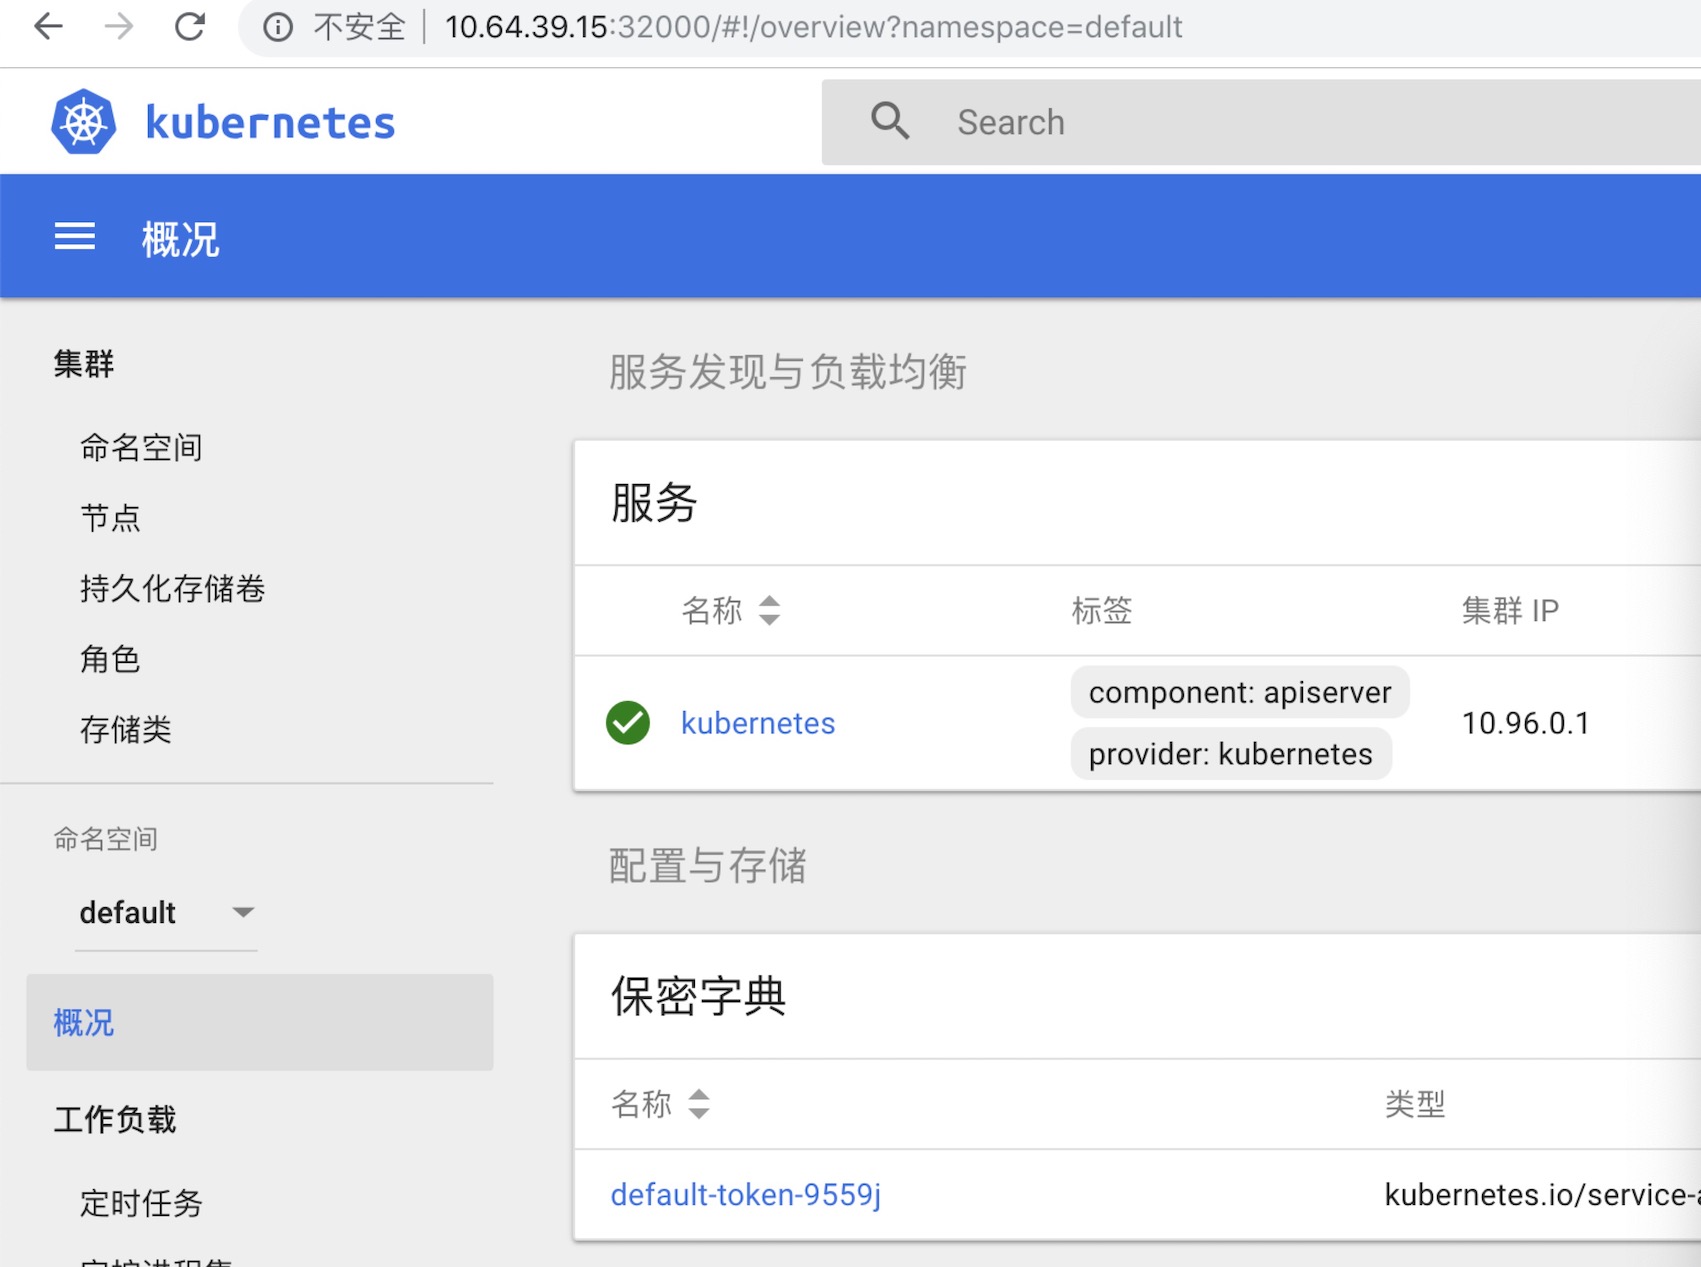 不安全 10.64.39.15:32000/#!/overview?namespace=default
kubernetes
Search
概况
集群
命名空间
节点
持久化存储卷
角色
存储类
命名空间
default
概况
工作负载
定时任务
服务发现与负载均衡
服务
名称 标签 集群 IP
kubernetes component: apiserver 10.96.0.1
provider: kubernetes
配置与存储
保密字典
名称 类型
default-token-9559j kubernetes.io/service-